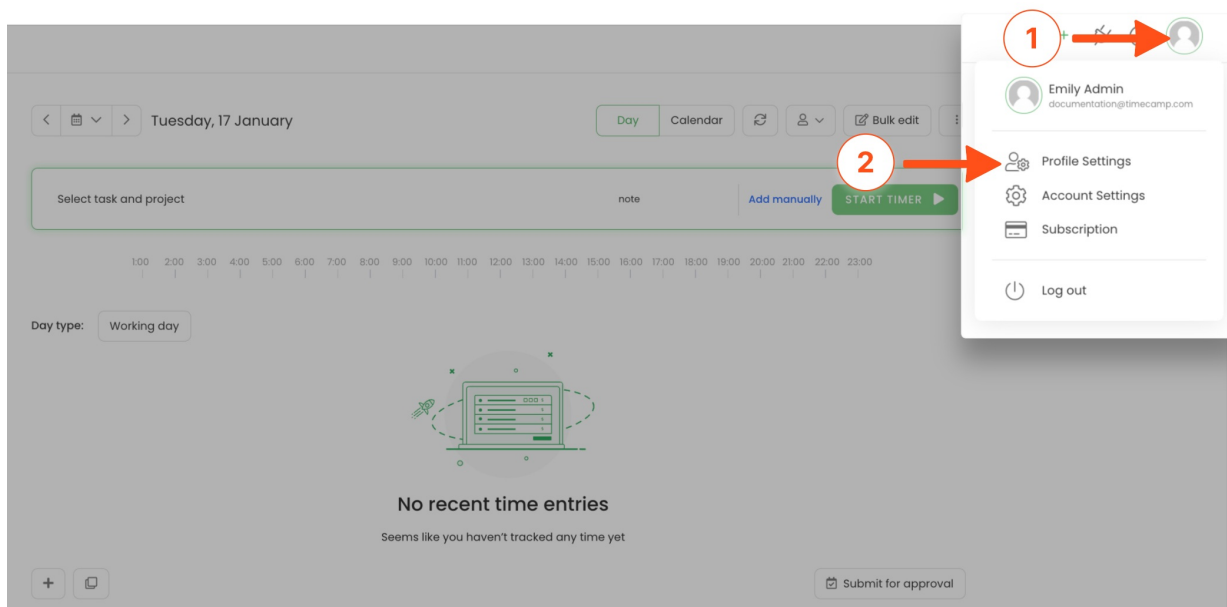 1
+
Emily Admin
documentation@timecamp.com
Tuesday, 17 January
Day
Calendar
Bulk edit
2
Profile Settings
Select task and project
note
Add manually
START TIMER
Account Settings
Subscription
1:00 2:00 3:00 4:00 5:00 6:00 7:00 8:00 9:00 10:00 11:00 12:00 13:00 14:00 15:00 16:00 17:00 18:00 19:00 20:00 21:00 22:00 23:00
Log out
Day type:
Working day
No recent time entries
Seems like you haven't tracked any time yet
+
Submit for approval